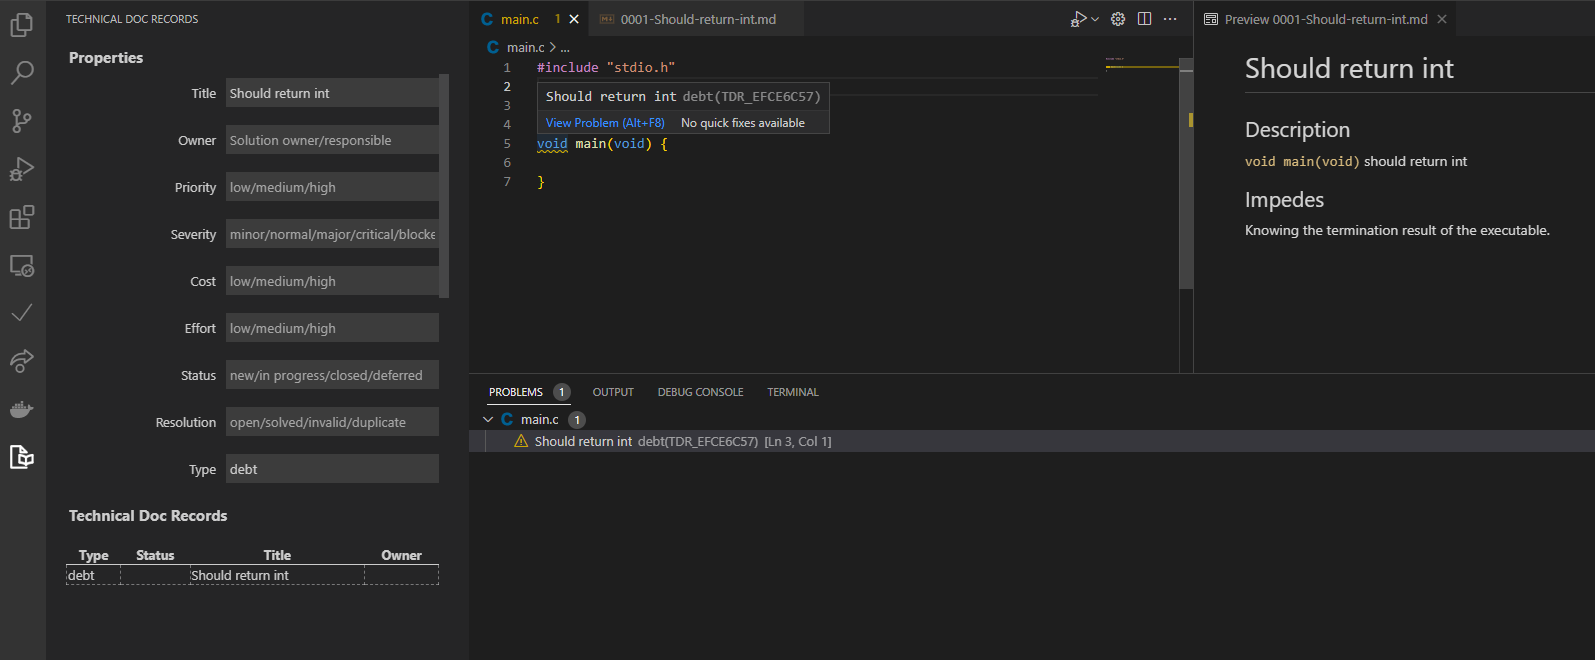 TECHNICAL DOC RECORDS
Properties
Title Should return int
Owner Solution owner/responsible
Priority low/medium/high
Severity minor/normal/major/critical/blocke
Cost low/medium/high
Effort low/medium/high
Status new/in progress/closed/deferred
Resolution open/solved/invalid/duplicate
Type debt
Technical Doc Records
Type Status Title Owner
debt Should return int
main.c 1 0001-Should-return-int.md
main.c > ...
1 #include "stdio.h"
2
3
4
Should return int debt(TDR_EFCE6C57)
View Problem (Alt+F8) No quick fixes available
5 void main(void) {
6
7 }
Preview 0001-Should-return-int.md
Should return int
Description
void main(void) should return int
Impedes
Knowing the termination result of the executable.
PROBLEMS 1 OUTPUT DEBUG CONSOLE TERMINAL
main.c 1
Should return int debt(TDR_EFCE6C57) [Ln 3, Col 1]